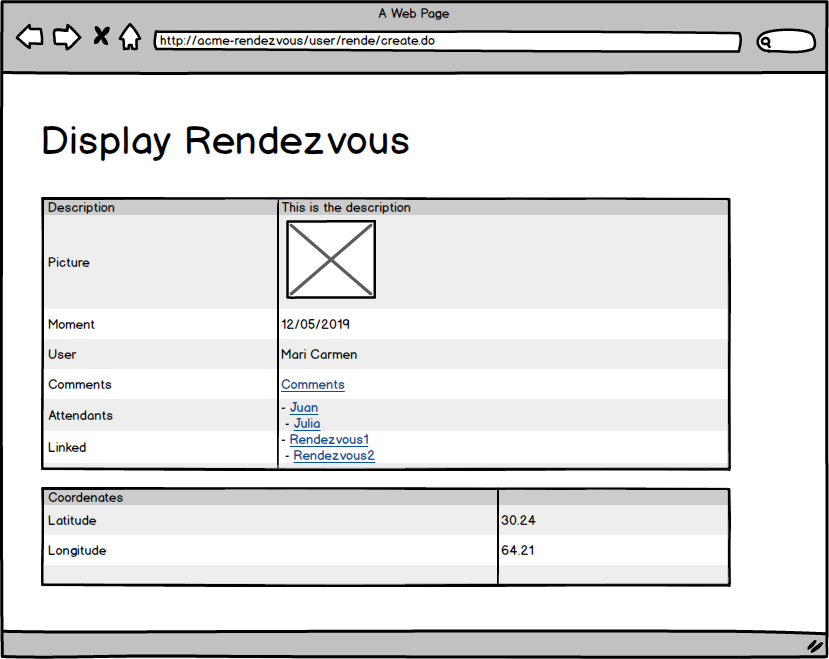 A Web Page
http://acme-rendezvous/user/rende/create.do
Display Rendezvous
Description This is the description
Picture
Moment 12/05/2019
User Mari Carmen
Comments Comments
Attendants - Juan
- Julia
Linked - Rendezvous1
- Rendezvous2
Coordenates
Latitude 30.24
Longitude 64.21